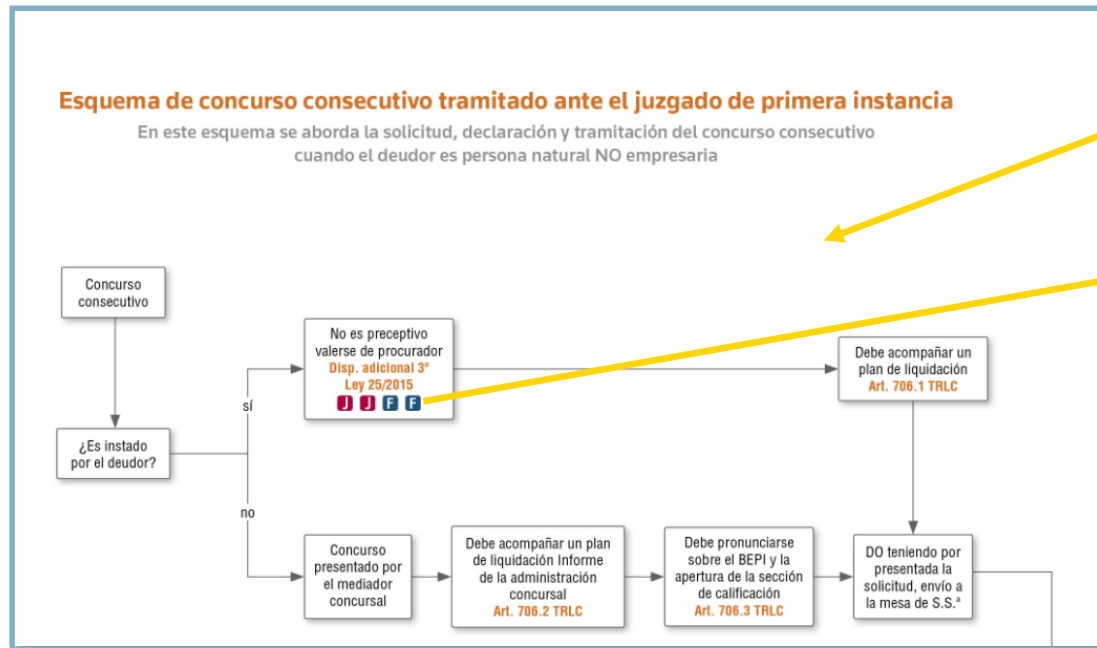 Esquema de concurso consecutivo tramitado ante el juzgado de primera instancia
En este esquema se aborda la solicitud, declaración y tramitación del concurso consecutivo
cuando el deudor es persona natural NO empresaria
Concurso
consecutivo
No es preceptivo
valerse de procurador
Disp. adicional 3ª
Ley 25/2015
J J F F
Debe acompañar un
plan de liquidación
Art. 706.1 TRLC
sí
¿Es instado
por el deudor?
no
Concurso
presentado por
el mediador
concursal
Debe acompañar un plan
de liquidación Informe
de la administración
concursal
Art. 706.2 TRLC
Debe pronunciarse
sobre el BEPI y la
apertura de la sección
de calificación
Art. 706.3 TRLC
DO teniendo por
presentada la
solicitud, envío a
la mesa de S.S.ª